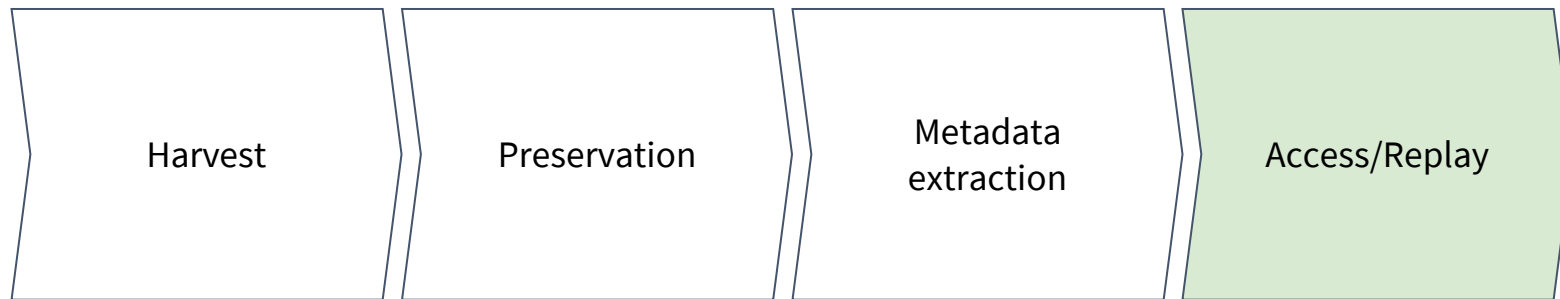 Harvest
Preservation
Metadata
extraction
Access/Replay